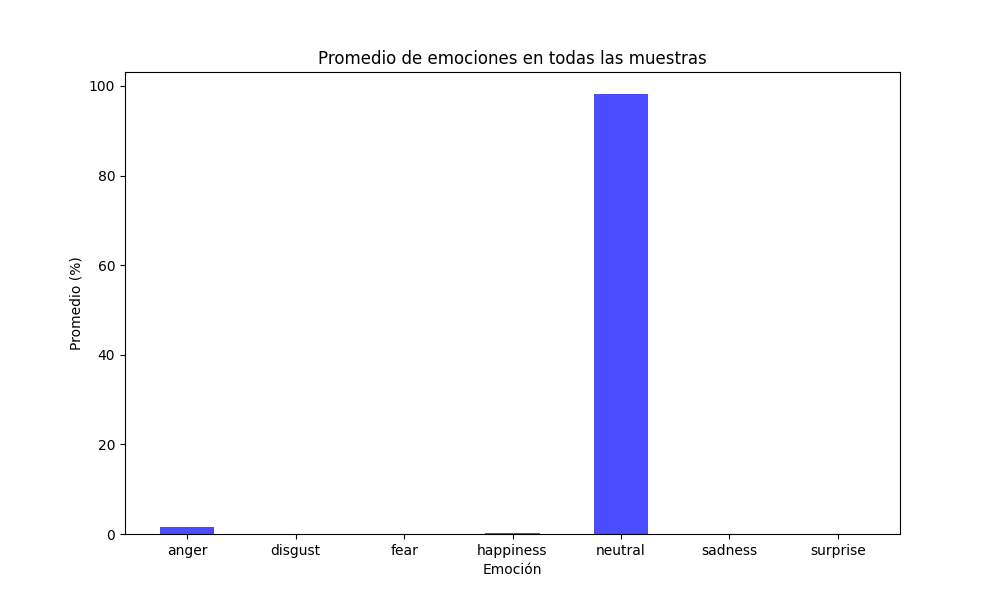 Promedio de emociones en todas las muestras
100
80
60
40
20
0
Promedio (%)
anger disgust fear happiness neutral sadness surprise
Emoción